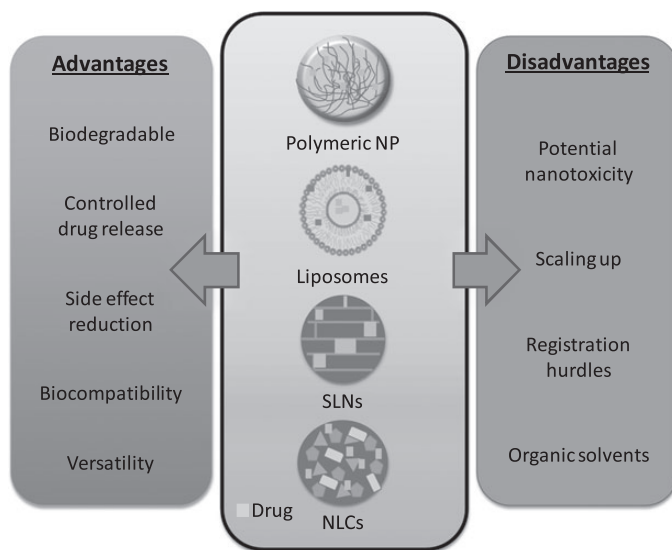 Advantages
Biodegradable
Controlled
drug release
Side effect
reduction
Biocompatibility
Versatility
Polymeric NP
Liposomes
SLNs
Drug
NLCs
Disadvantages
Potential
nanotoxicity
Scaling up
Registration
hurdles
Organic solvents